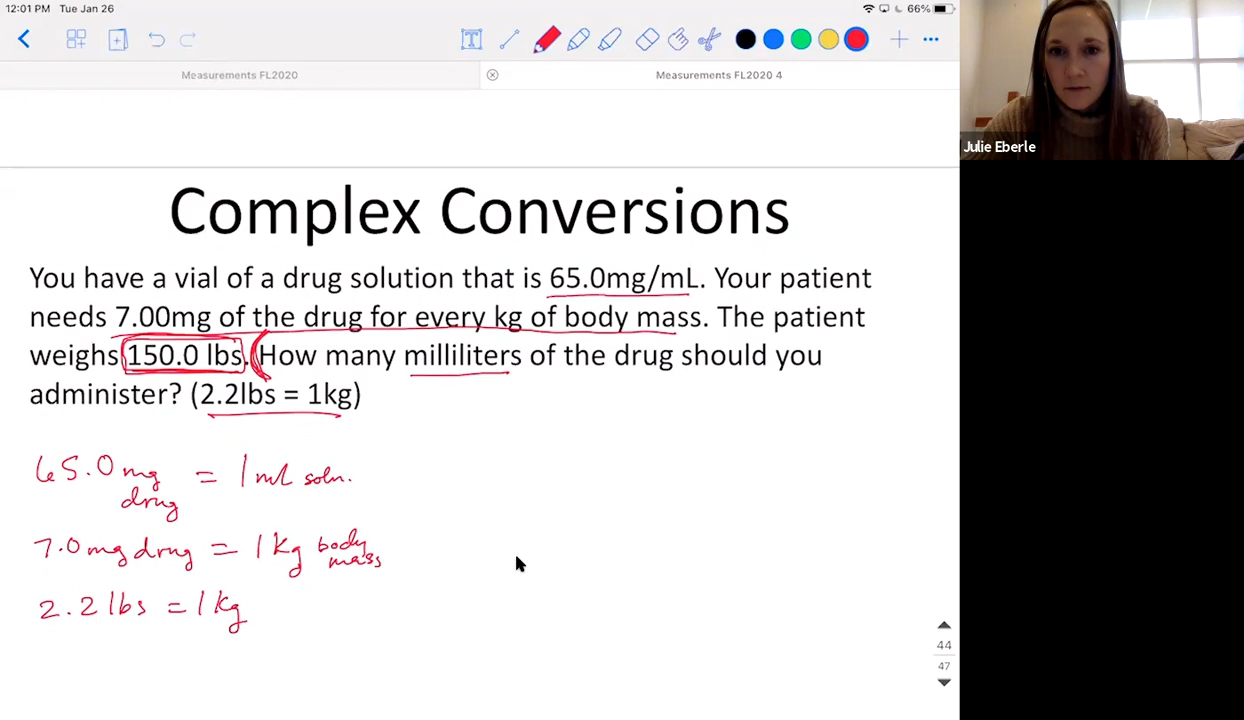 12:01 PM Tue Jan 26
66%
Measurements FL2020
Measurements FL2020 4
Julie Eberle
Complex Conversions
You have a vial of a drug solution that is 65.0mg/mL. Your patient
needs 7.00mg of the drug for every kg of body mass. The patient
weighs 150.0 lbs. How many milliliters of the drug should you
administer? (2.2lbs = 1kg)
65.0 mg = 1 ml soln.
drug
7.0mg drug = 1 kg body
mass
2.2 lbs = 1 kg
44
47